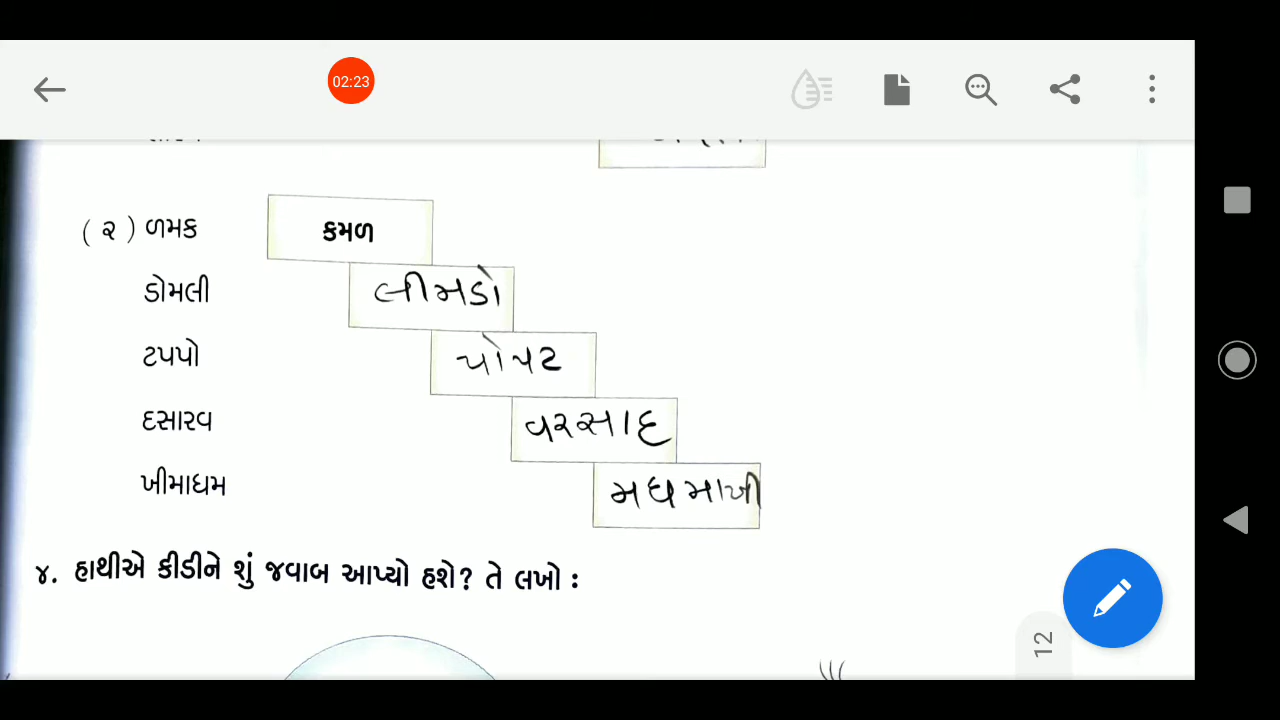 02:23
( ૨ ) ળમક કમળ
ડોમલી લીમડો
ટપપો પોપટ
દસારવ વરસાદ
ખીમાધમ મધમાખી
૪. હાથીએ કીડીને શું જવાબ આપ્યો હશે? તે લખો :
12